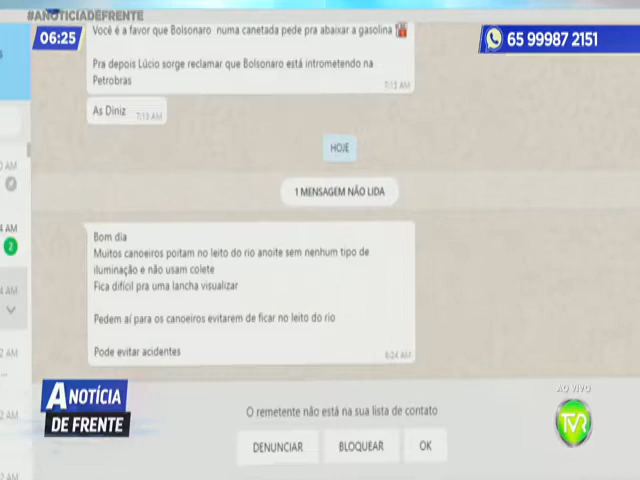 #ANOTICIADEFRENTE
06:25
65 99987 2151
Você é a favor que Bolsonaro numa canetada pede pra abaixar a gasolina
Pra depois Lúcio sorge reclamar que Bolsonaro está intrometendo na
Petrobras
7:13 AM
As Diniz
7:13 AM
HOJE
1 MENSAGEM NÃO LIDA
Bom dia
Muitos canoeiros poitam no leito do rio anoite sem nenhum tipo de
iluminação e não usam colete
Fica difícil pra uma lancha visualizar
Pedem aí para os canoeiros evitarem de ficar no leito do rio
Pode evitar acidentes
6:24 AM
O remetente não está na sua lista de contato
DENUNCIAR
BLOQUEAR
OK
A NOTÍCIA
DE FRENTE
AO VIVO
TVR
2